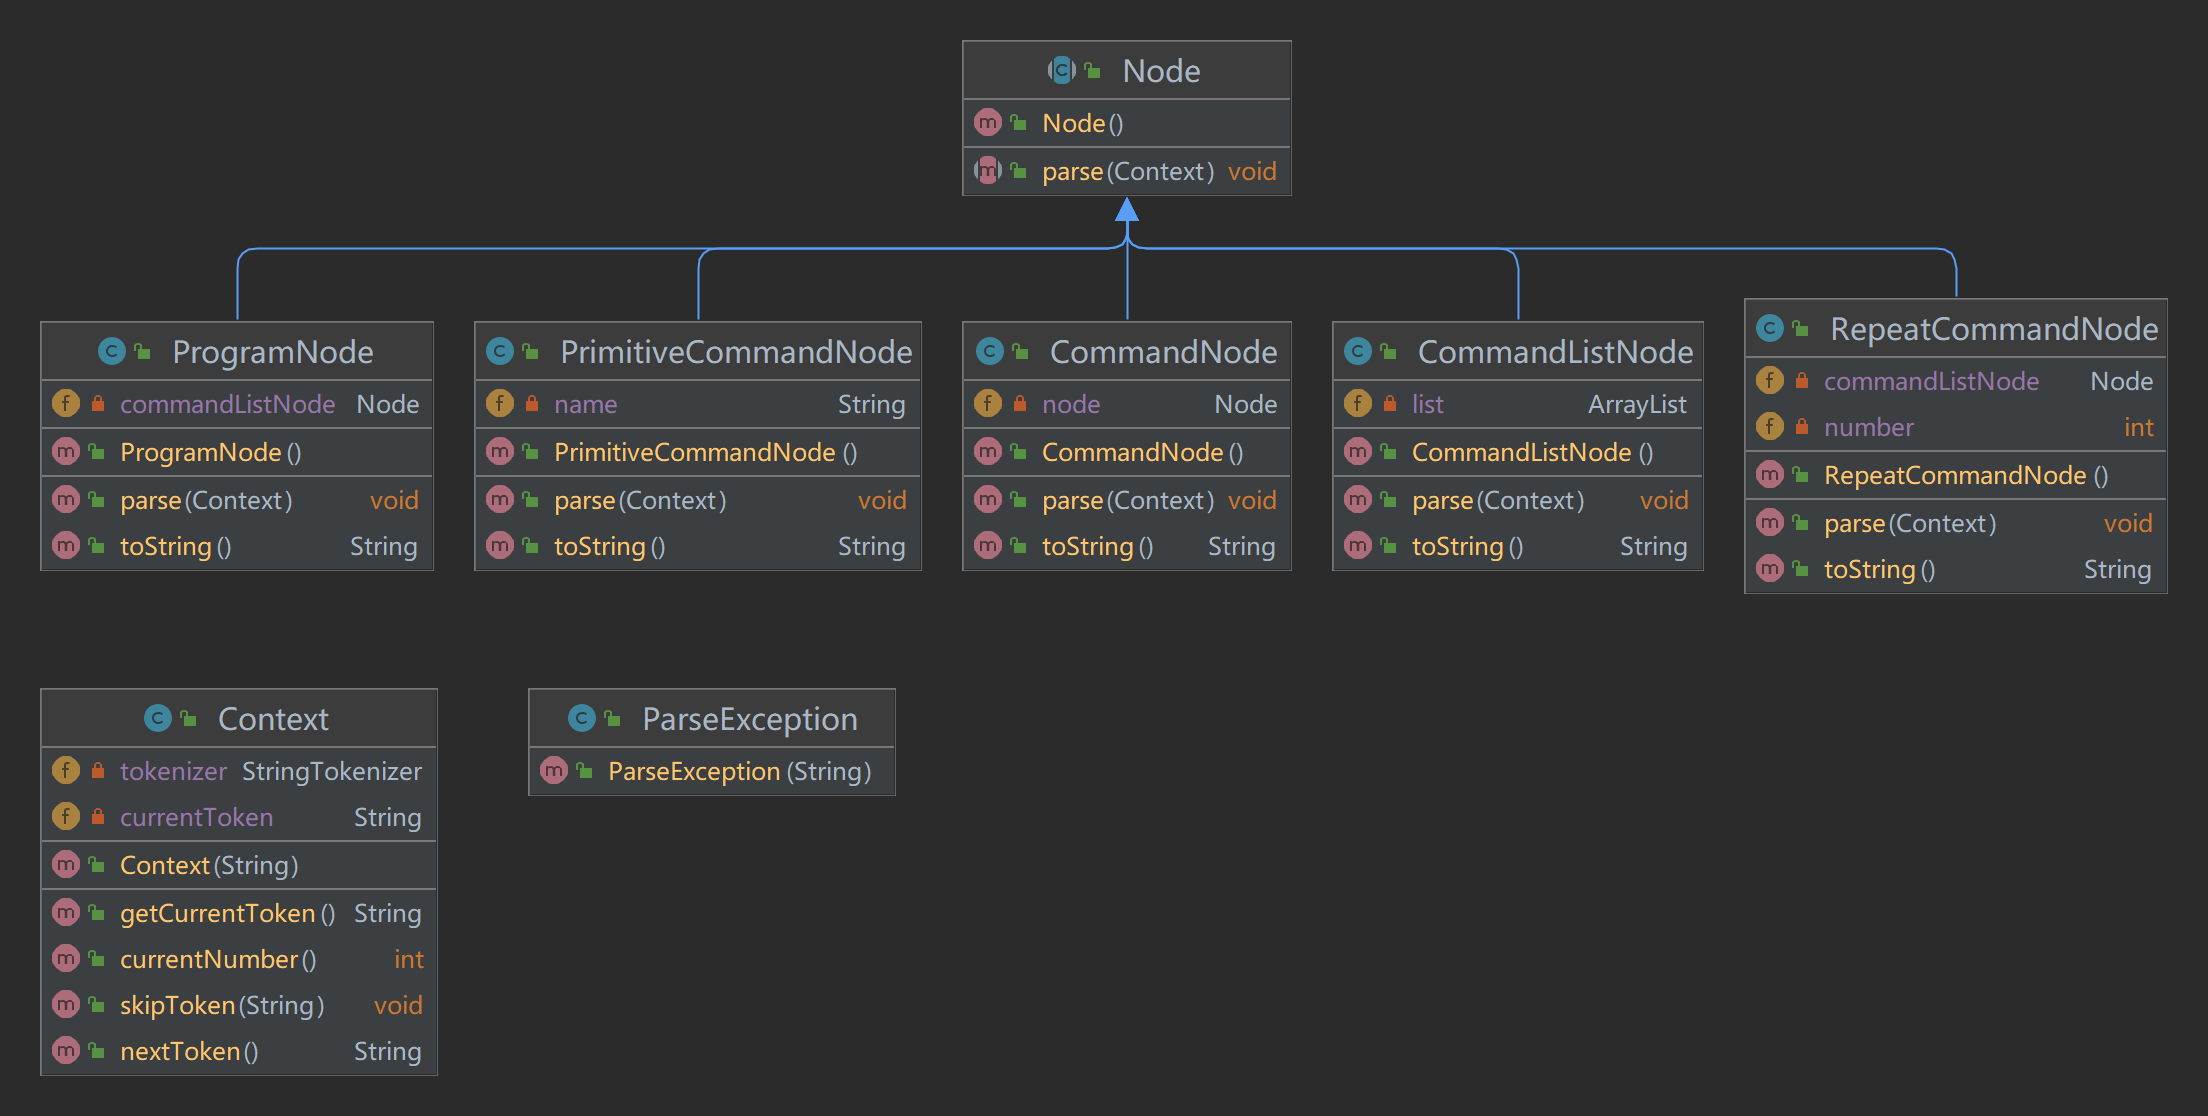 Node
Node()
parse(Context) void
ProgramNode
commandListNode Node
ProgramNode()
parse(Context) void
toString() String
PrimitiveCommandNode
name String
PrimitiveCommandNode()
parse(Context) void
toString() String
CommandNode
node Node
CommandNode()
parse(Context) void
toString() String
CommandListNode
list ArrayList
CommandListNode()
parse(Context) void
toString() String
RepeatCommandNode
commandListNode Node
number int
RepeatCommandNode()
parse(Context) void
toString() String
Context
tokenizer StringTokenizer
currentToken String
Context(String)
getCurrentToken() String
currentNumber() int
skipToken(String) void
nextToken() String
ParseException
ParseException(String)